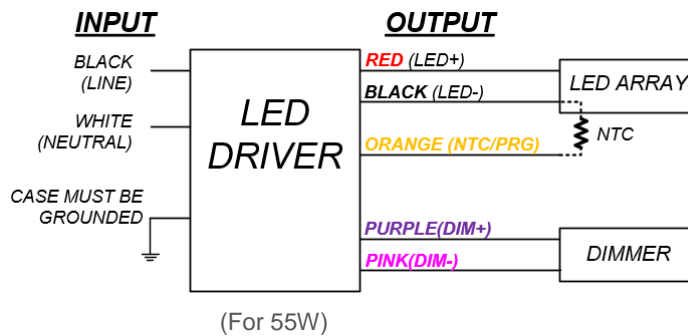 INPUT
OUTPUT
BLACK
(LINE)
WHITE
(NEUTRAL)
CASE MUST BE
GROUNDED
LED
DRIVER
RED (LED+)
BLACK (LED-)
ORANGE (NTC/PRG)
PURPLE(DIM+)
PINK(DIM-)
LED ARRAY
NTC
DIMMER
(For 55W)